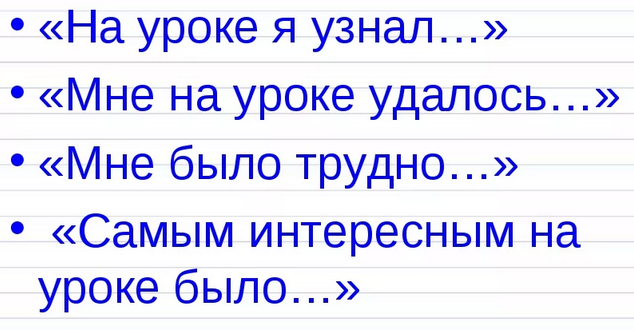 • «На уроке я узнал…»
• «Мне на уроке удалось…»
• «Мне было трудно…»
• «Самым интересным на
уроке было…»